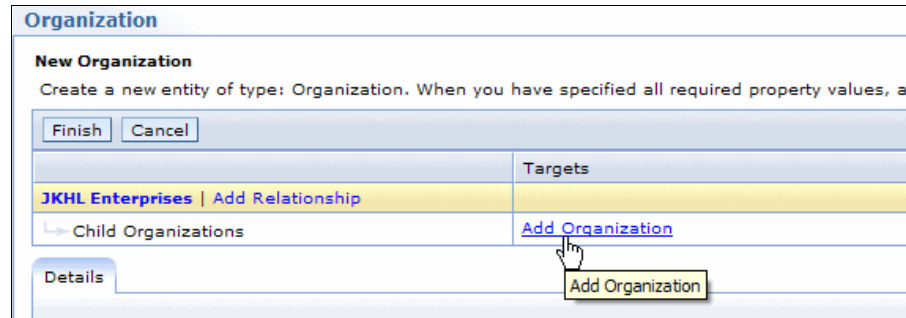 Organization
New Organization
Create a new entity of type: Organization. When you have specified all required property values, a
Finish Cancel
Targets
JKHL Enterprises | Add Relationship
Child Organizations Add Organization
Add Organization
Details